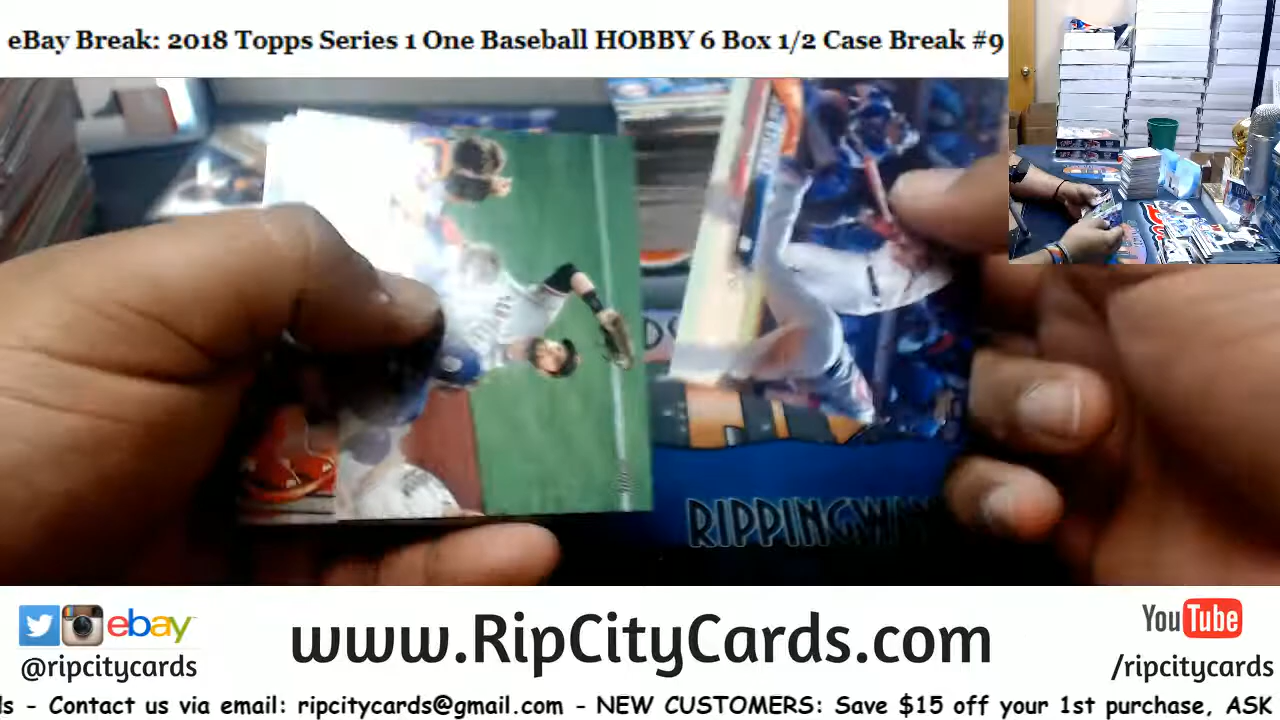 eBay Break: 2018 Topps Series 1 One Baseball HOBBY 6 Box 1/2 Case Break #9
RIPPINGWAX
ebay
@ripcitycards
www.RipCityCards.com
YouTube
/ripcitycards
- Contact us via email: ripcitycards@gmail.com - NEW CUSTOMERS: Save $15 off your 1st purchase, ASK